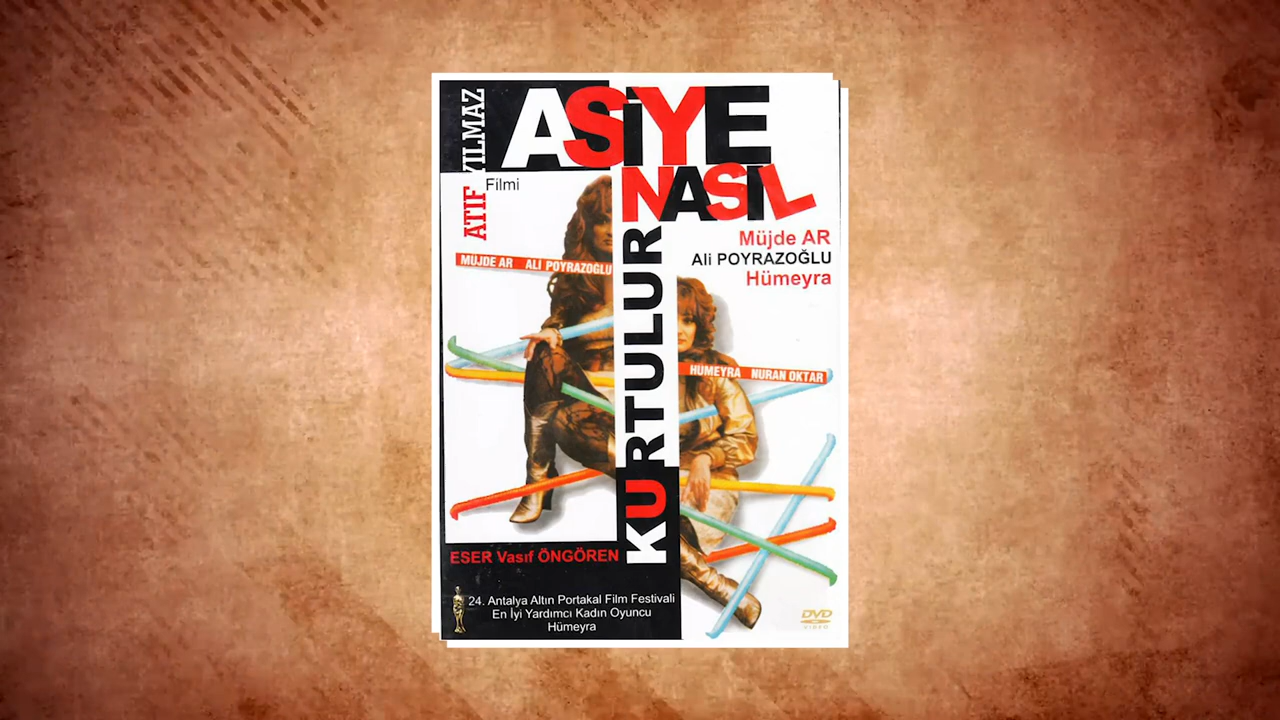 ATIF YILMAZ
Filmi
ASİYE
NASIL
KURTULUR
Müjde AR
Ali POYRAZOĞLU
Hümeyra
MÜJDE AR ALİ POYRAZOĞLU
HÜMEYRA NURAN OKTAR
ESER Vasıf ÖNGÖREN
24. Antalya Altın Portakal Film Festivali
En İyi Yardımcı Kadın Oyuncu
Hümeyra
DVD
VIDEO